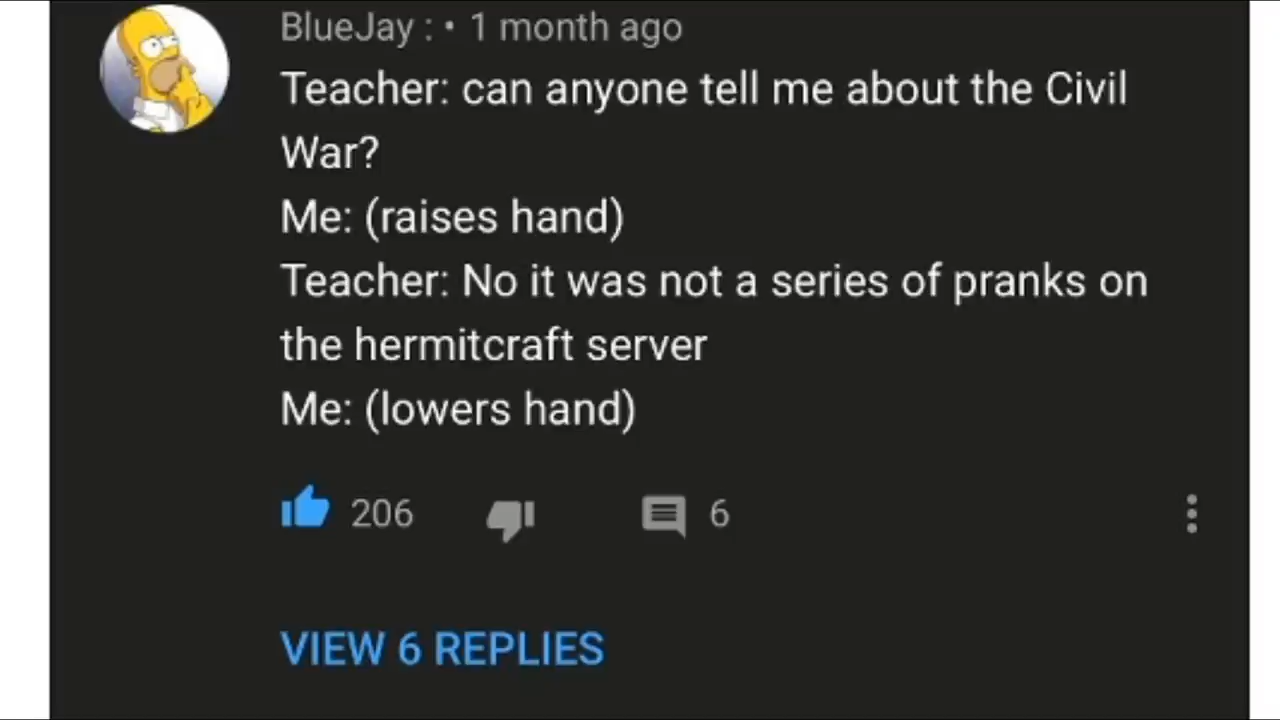 BlueJay : • 1 month ago
Teacher: can anyone tell me about the Civil
War?
Me: (raises hand)
Teacher: No it was not a series of pranks on
the hermitcraft server
Me: (lowers hand)
206 6
VIEW 6 REPLIES